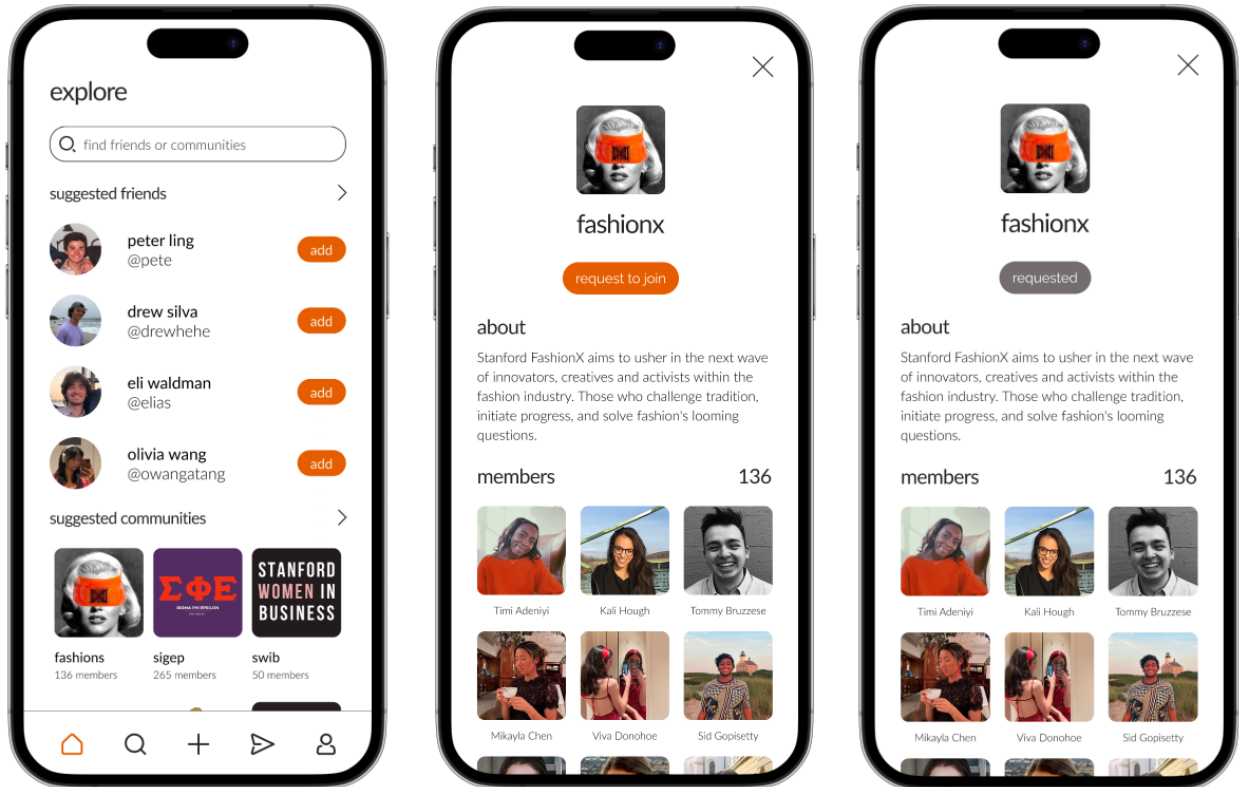 explore
find friends or communities
suggested friends
peter ling
@pete
add
drew silva
@drewhehe
add
eli waldman
@elias
add
olivia wang
@owangatang
add
suggested communities
ΣΦΕ
SIGMA PHI EPSILON
STANFORD
WOMEN IN
BUSINESS
fashions
136 members
sigep
265 members
swib
50 members
fashionx
request to join
about
Stanford FashionX aims to usher in the next wave
of innovators, creatives and activists within the
fashion industry. Those who challenge tradition,
initiate progress, and solve fashion's looming
questions.
members 136
Timi Adeniyi
Kali Hough
Tommy Bruzzese
Mikayla Chen
Viva Donohoe
Sid Gopisetty
fashionx
requested
about
Stanford FashionX aims to usher in the next wave
of innovators, creatives and activists within the
fashion industry. Those who challenge tradition,
initiate progress, and solve fashion's looming
questions.
members 136
Timi Adeniyi
Kali Hough
Tommy Bruzzese
Mikayla Chen
Viva Donohoe
Sid Gopisetty